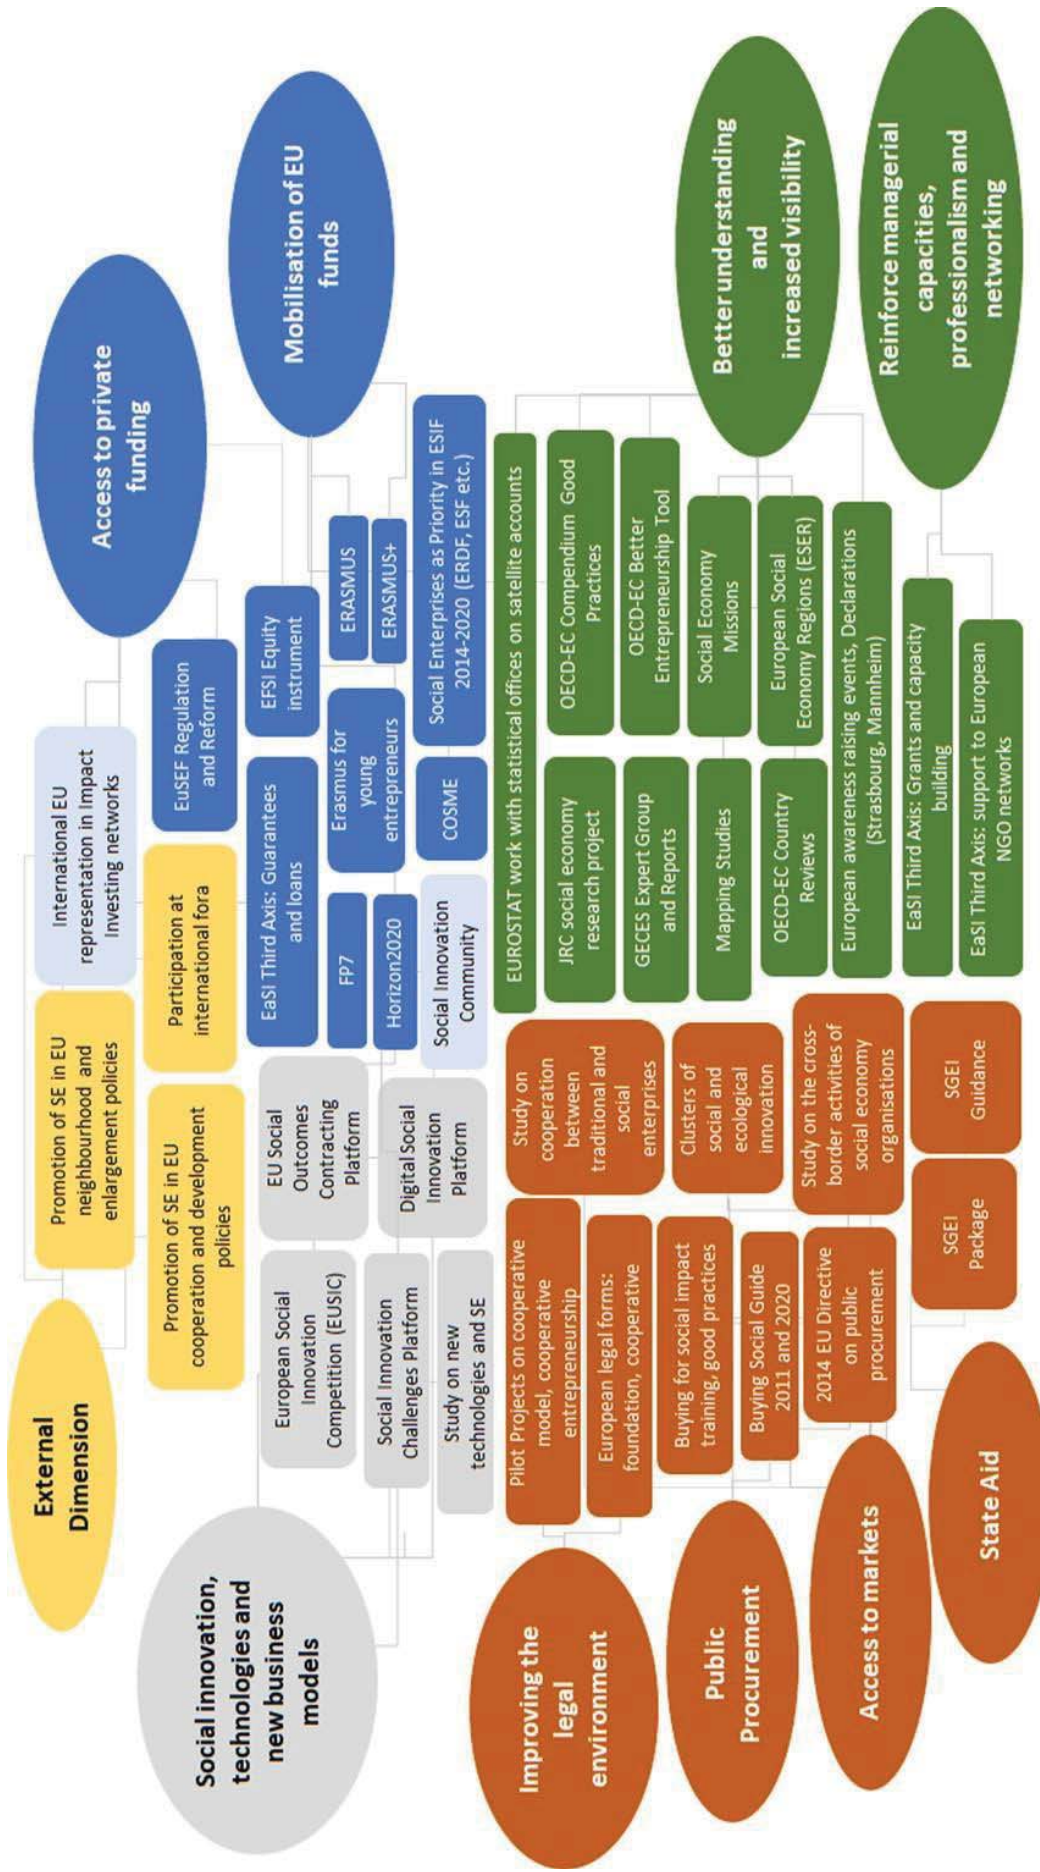 External
Dimension
Promotion of SE in EU
neighbourhood and
enlargement policies
International EU
representation in Impact
Investing networks
Access to private
funding
Promotion of SE in EU
cooperation and development
policies
Participation at
international fora
EuSEF Regulation
and Reform
Social innovation,
technologies and
new business
models
European Social
Innovation
Competition (EUSIC)
EU Social
Outcomes
Contracting
Platform
EaSI Third Axis: Guarantees
and loans
EFSI Equity
instrument
Mobilisation of EU
funds
FP7
Erasmus for
young
entrepreneurs
ERASMUS
Social Innovation
Challenges Platform
Digital Social
Innovation
Platform
Horizon2020
ERASMUS+
Study on new
technologies and SE
Social Innovation
Community
COSME
Social Enterprises as Priority in ESIF
2014-2020 (ERDF, ESF etc.)
Improving the
legal
environment
Pilot Projects on cooperative
model, cooperative
entrepreneurship
Study on
cooperation
between
traditional and
social
enterprises
European legal forms:
foundation, cooperative
EUROSTAT work with statistical offices on satellite accounts
JRC social economy
research project
OECD-EC Compendium Good
Practices
GECES Expert Group
and Reports
OECD-EC Better
Entrepreneurship Tool
Better understanding
and
increased visibility
Public
Procurement
Buying for social impact
training, good practices
Clusters of
social and
ecological
innovation
Mapping Studies
Social Economy
Missions
Buying Social Guide
2011 and 2020
OECD-EC Country
Reviews
European Social
Economy Regions (ESER)
Access to markets
2014 EU Directive
on public
procurement
Study on the cross-
border activities of
social economy
organisations
European awareness raising events, Declarations
(Strasbourg, Mannheim)
Reinforce managerial
capacities,
professionalism and
networking
State Aid
SGEI
Package
SGEI
Guidance
EaSI Third Axis: Grants and capacity
building
EaSI Third Axis: support to European
NGO networks